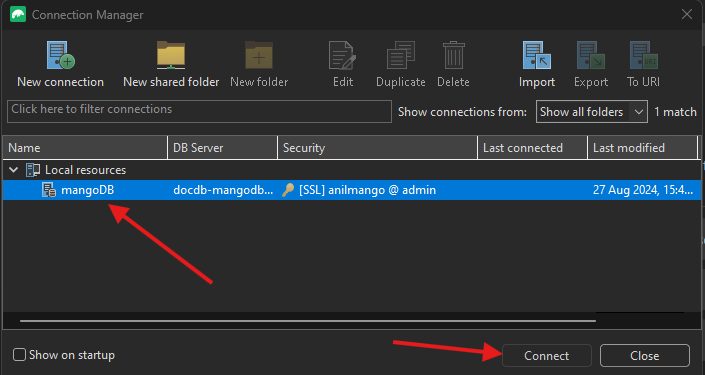 Connection Manager
New connection New shared folder New folder Edit Duplicate Delete Import Export To URI
Click here to filter connections Show connections from: Show all folders 1 match
Name DB Server Security Last connected Last modified
Local resources
mangoDB docdb-mangodb... [SSL] anilmango @ admin 27 Aug 2024, 15:4...
Show on startup Connect Close